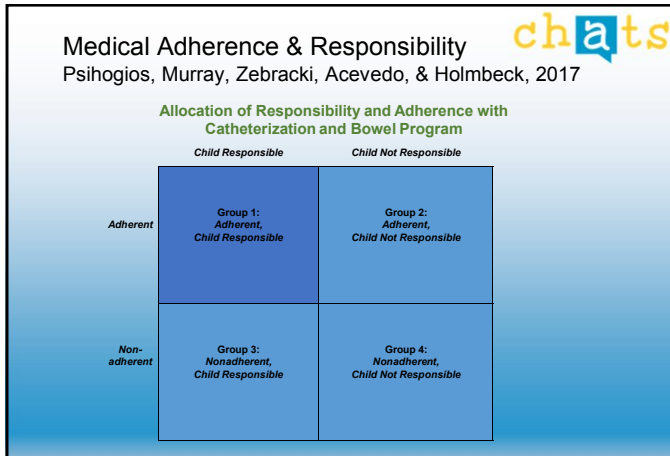 chats
Medical Adherence & Responsibility
Psihogios, Murray, Zebracki, Acevedo, & Holmbeck, 2017
Allocation of Responsibility and Adherence with
Catheterization and Bowel Program
Child Responsible Child Not Responsible
Adherent
Group 1:
Adherent,
Child Responsible
Group 2:
Adherent,
Child Not Responsible
Non-
adherent
Group 3:
Nonadherent,
Child Responsible
Group 4:
Nonadherent,
Child Not Responsible